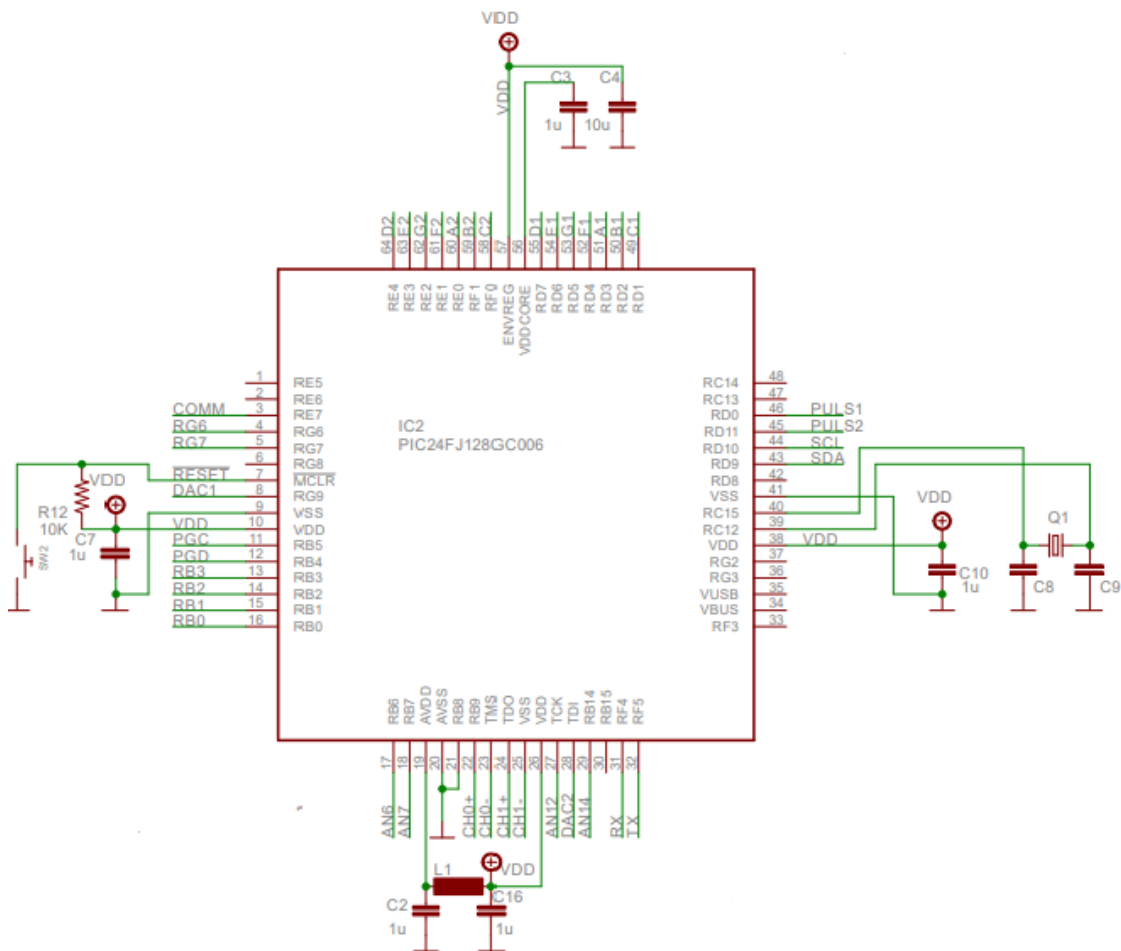 VDD
VDD
C3
C4
1u
10u
64 D2
63 E2
62 G2
61 F2
60 A2
59 B2
58 C2
57
56
55 D1
54 E1
53 G1
52 F1
51 A1
50 B1
49 C1
RE4
RE3
RE2
RE1
RE0
RF1
RF0
ENVREG
VDDCORE
RD7
RD6
RD5
RD4
RD3
RD2
RD1
IC2
PIC24FJ128GC006
1 RE5
2 RE6
COMM 3 RE7
RG6 4 RG6
RG7 5 RG7
6 RG8
RESET 7 MCLR
DAC1 8 RG9
9 VSS
VDD 10 VDD
PGC 11 RB5
PGD 12 RB4
RB3 13 RB3
RB2 14 RB2
RB1 15 RB1
RB0 16 RB0
VDD
R12
10K
C7
1u
SW2
RC14 48
RC13 47
RD0 46 PULS1
RD11 45 PULS2
RD10 44 SCL
RD9 43 SDA
RD8 42
VSS 41
RC15 40
RC12 39
VDD 38 VDD
RG2 37
RG3 36
VUSB 35
VBUS 34
RF3 33
VDD
C10
1u
Q1
C8
C9
RB6
RB7
AVDD
AVSS
RB8
RB9
TMS
TDO
VSS
VDD
TCK
TDI
RB14
RB15
RF4
RF5
17
18
19
20
21
22
23
24
25
26
27
28
29
30
31
32
AN6
AN7
CH0+
CH0-
CH1+
CH1-
AN12
DAC2
AN14
RX
TX
L1
VDD
C2
C16
1u
1u